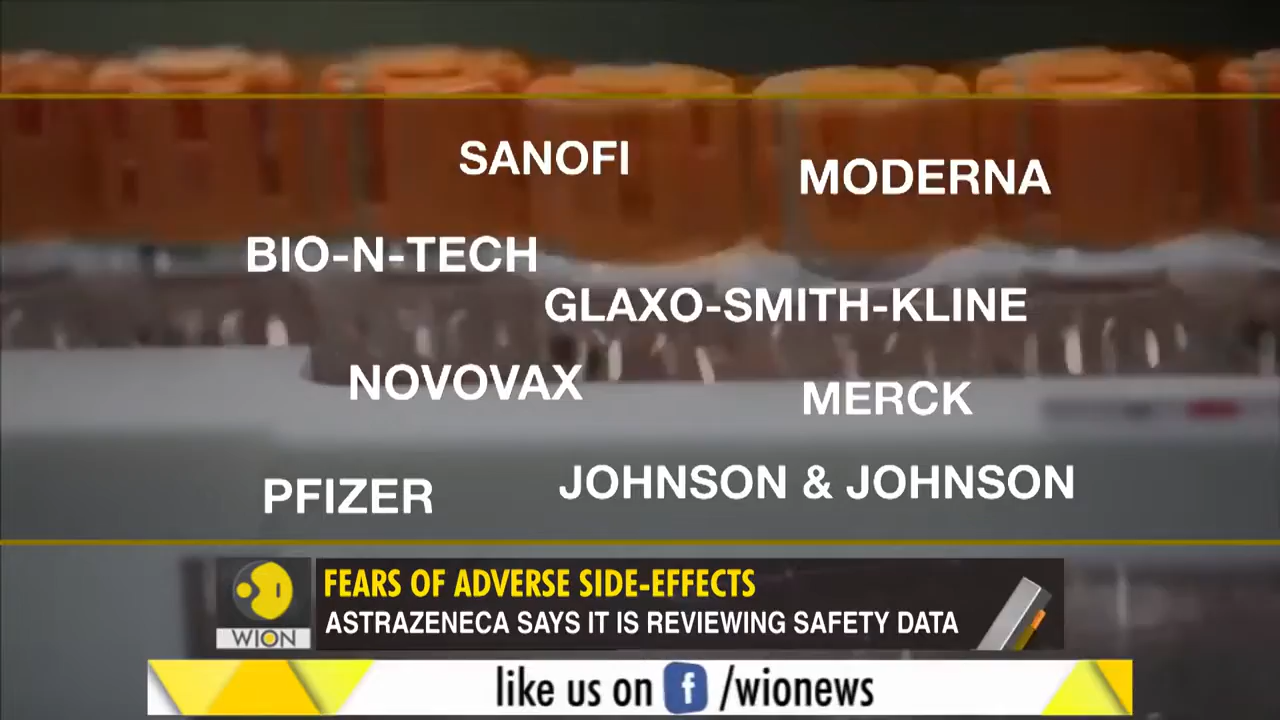 SANOFI
MODERNA
BIO-N-TECH
GLAXO-SMITH-KLINE
NOVOVAX
MERCK
PFIZER
JOHNSON & JOHNSON
FEARS OF ADVERSE SIDE-EFFECTS
ASTRAZENECA SAYS IT IS REVIEWING SAFETY DATA
WION
like us on f /wionews